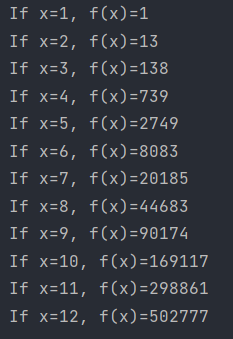 If x=1, f(x)=1
If x=2, f(x)=13
If x=3, f(x)=138
If x=4, f(x)=739
If x=5, f(x)=2749
If x=6, f(x)=8083
If x=7, f(x)=20185
If x=8, f(x)=44683
If x=9, f(x)=90174
If x=10, f(x)=169117
If x=11, f(x)=298861
If x=12, f(x)=502777